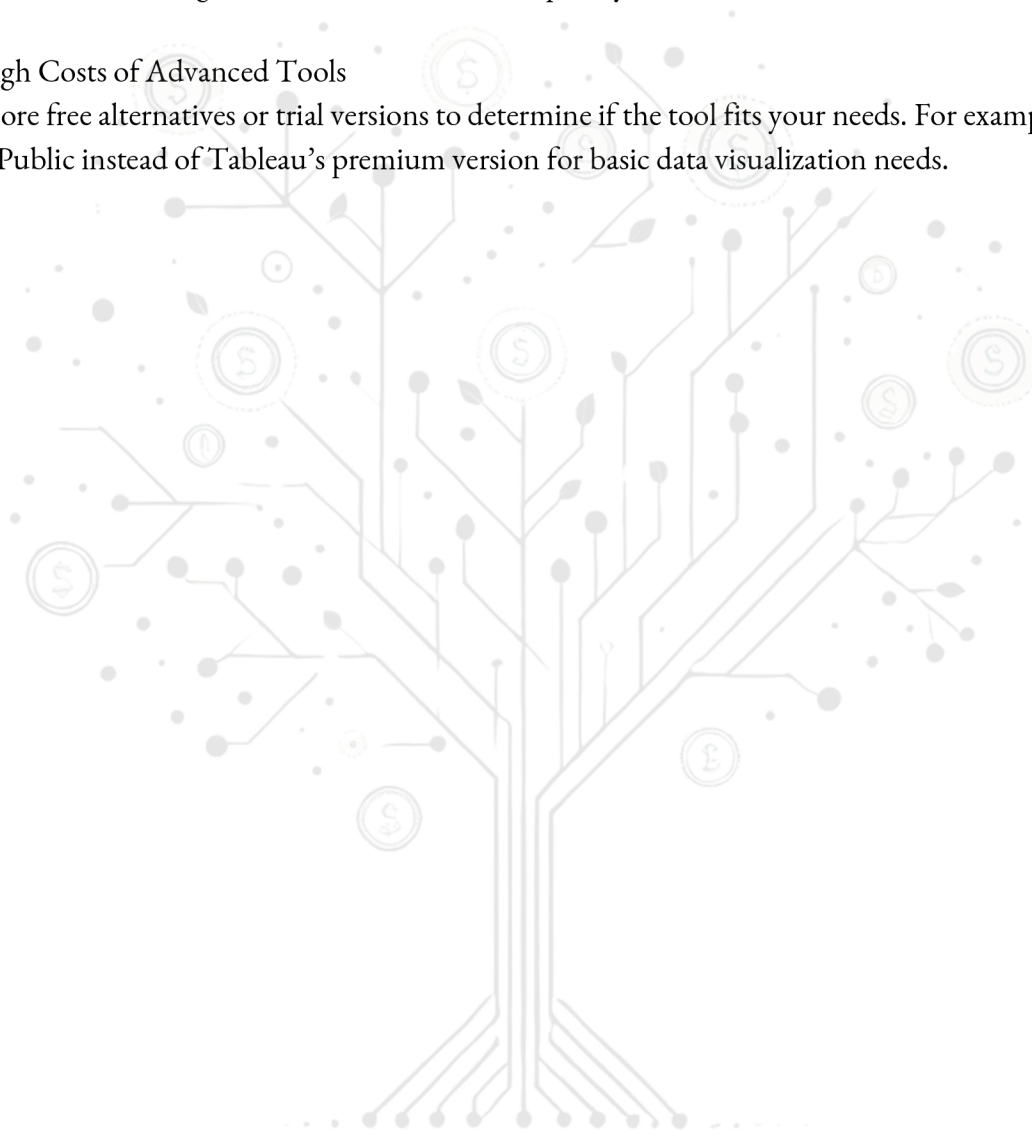 gh Costs of Advanced Tools
ore free alternatives or trial versions to determine if the tool fits your needs. For examp
Public instead of Tableau’s premium version for basic data visualization needs.